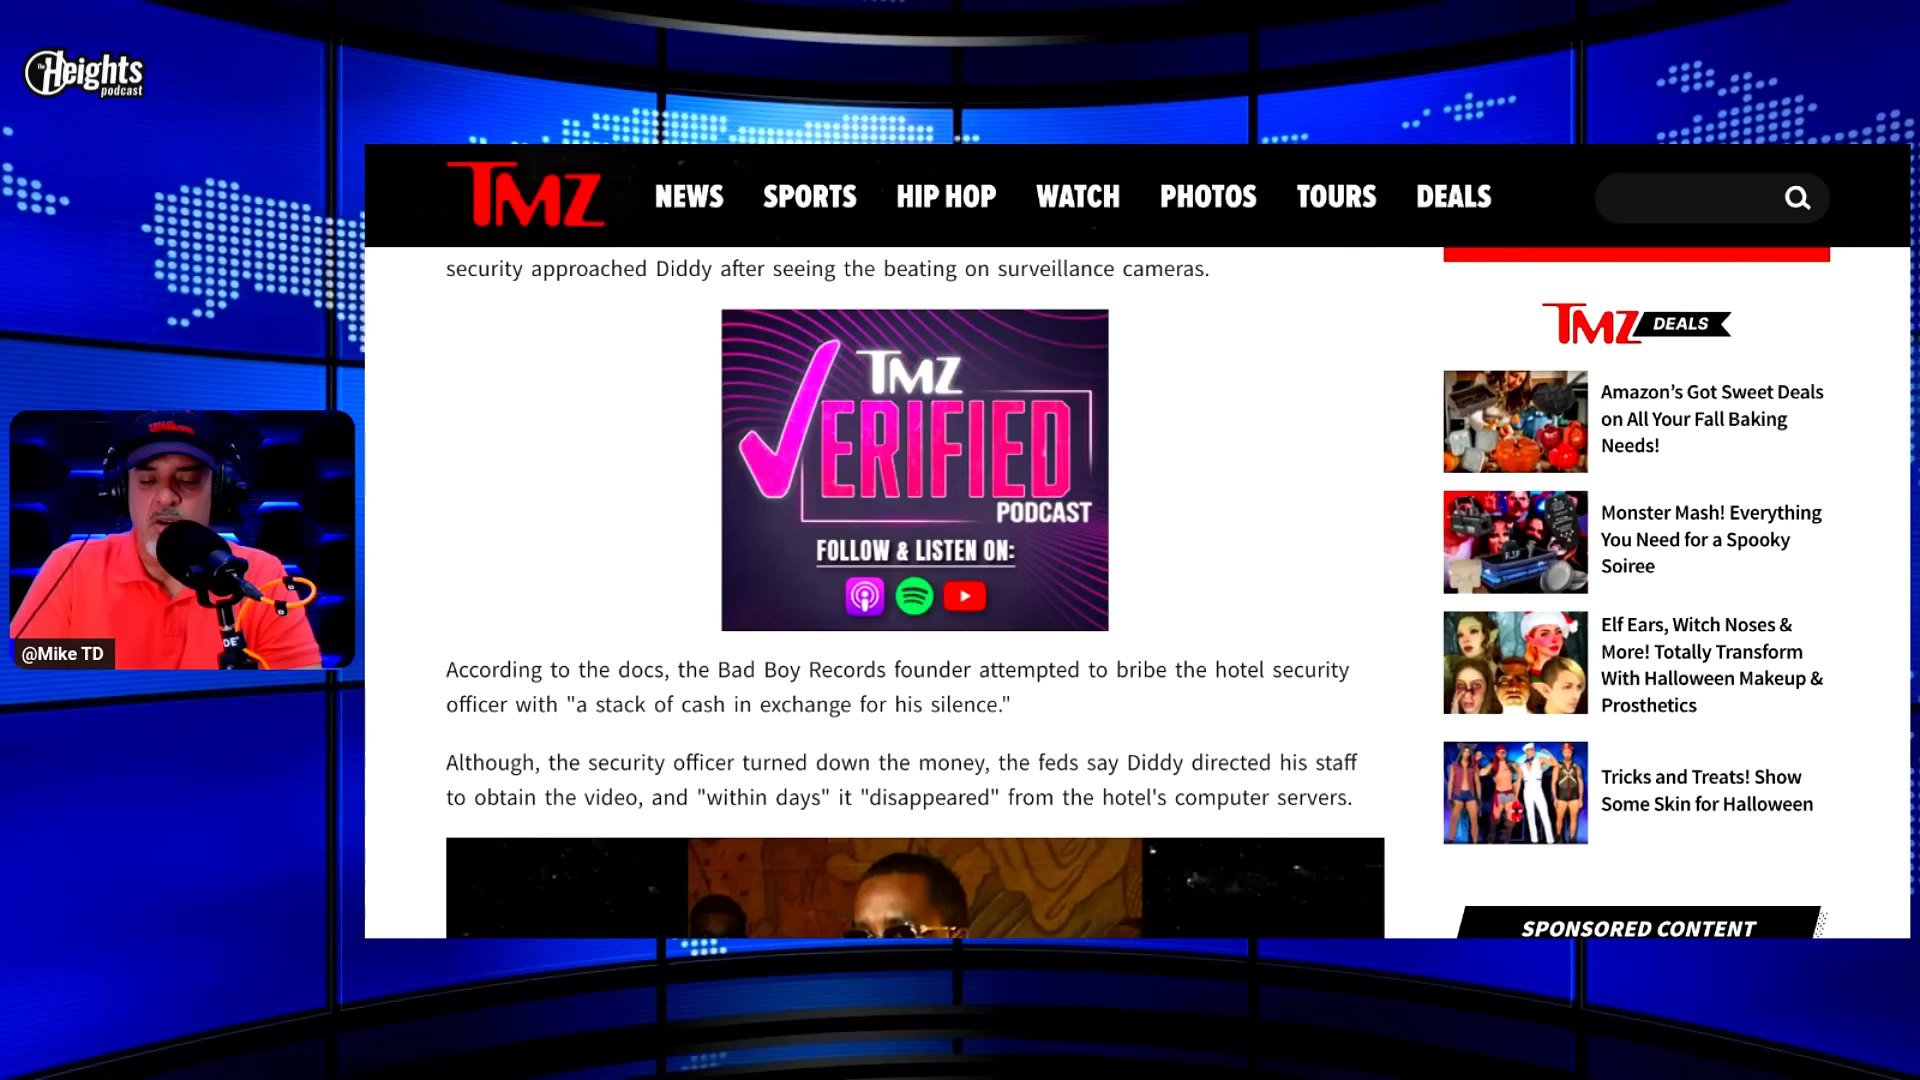 The Heights
podcast
TMZ
NEWS SPORTS HIP HOP WATCH PHOTOS TOURS DEALS
security approached Diddy after seeing the beating on surveillance cameras.
TMZ
VERIFIED
PODCAST
FOLLOW & LISTEN ON:
According to the docs, the Bad Boy Records founder attempted to bribe the hotel security
officer with "a stack of cash in exchange for his silence."
Although, the security officer turned down the money, the feds say Diddy directed his staff
to obtain the video, and "within days" it "disappeared" from the hotel's computer servers.
TMZ DEALS
Amazon’s Got Sweet Deals
on All Your Fall Baking
Needs!
Monster Mash! Everything
You Need for a Spooky
Soiree
Elf Ears, Witch Noses &
More! Totally Transform
With Halloween Makeup &
Prosthetics
Tricks and Treats! Show
Some Skin for Halloween
SPONSORED CONTENT
@Mike TD